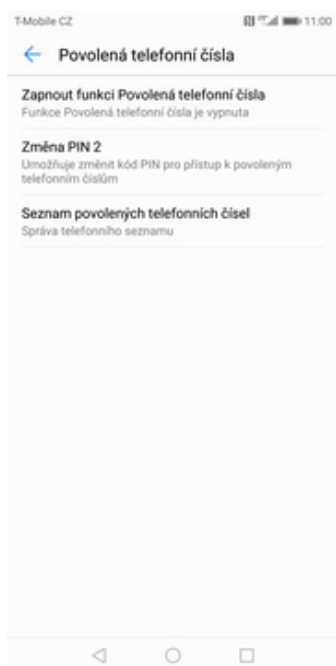 T-Mobile CZ
11:00
Povolená telefonní čísla
Zapnout funkci Povolená telefonní čísla
Funkce Povolená telefonní čísla je vypnuta
Změna PIN 2
Umožňuje změnit kód PIN pro přístup k povoleným
telefonním číslům
Seznam povolených telefonních čísel
Správa telefonního seznamu